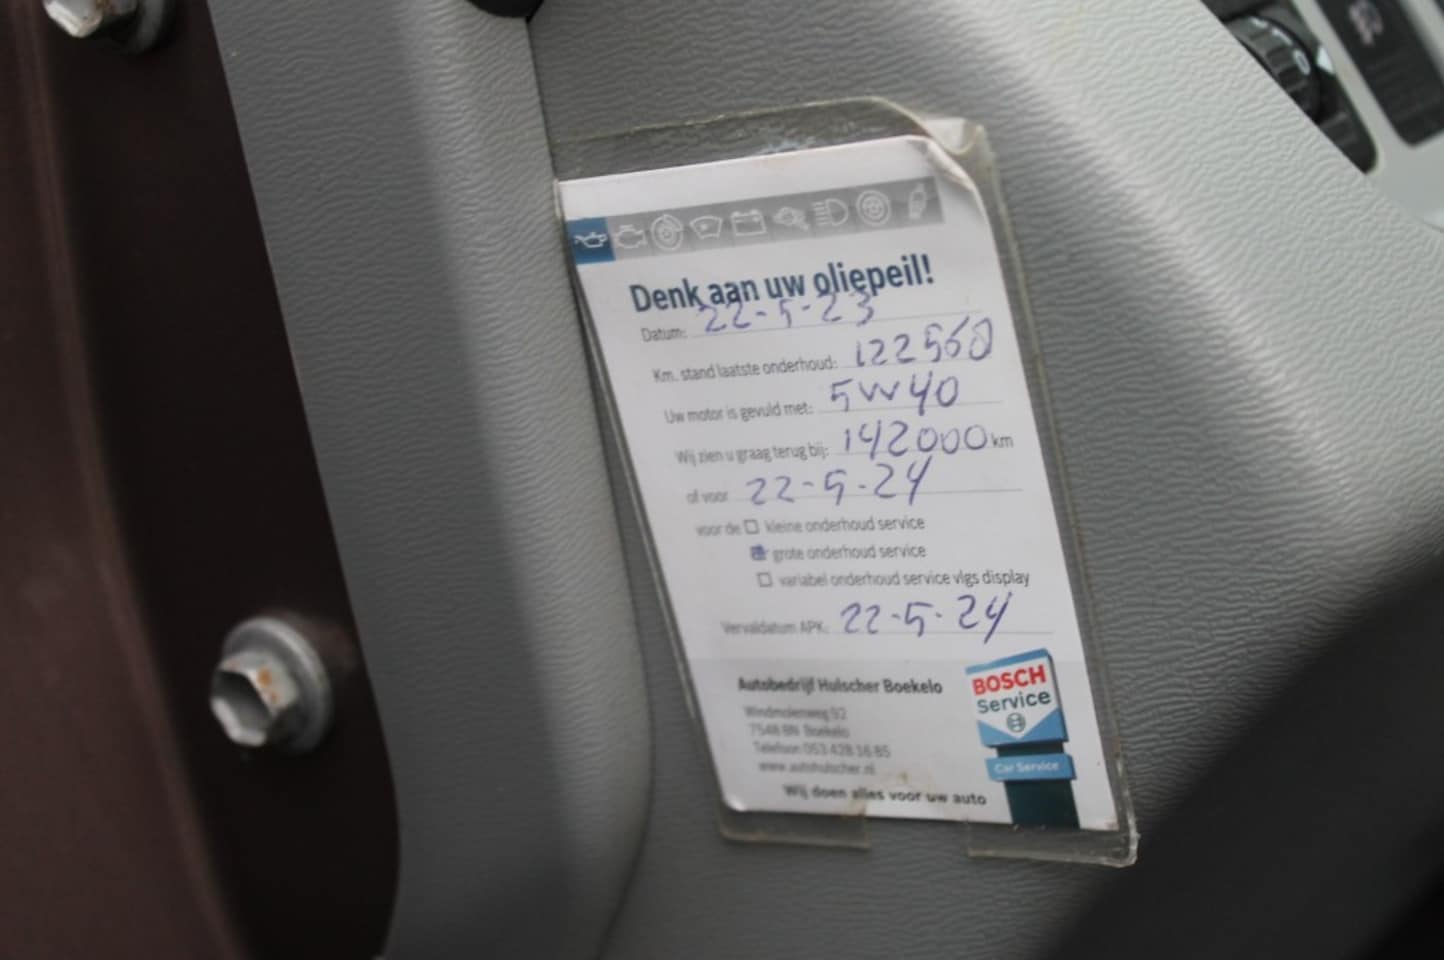 Denk aan uw oliepeil!
Datum: 22-5-23
Km. stand laatste onderhoud: 122560
Uw motor is gevuld met: 5W40
Wij zien u graag terug bij: 142000 km
of voor 22-5-24
voor de ☐ kleine onderhoud service
☒ grote onderhoud service
☐ variabel onderhoud service vlgs display
Vervaldatum APK: 22-5-24
Autobedrijf Hulscher Boekelo
Windmolenweg 92
7548 BN Boekelo
Telefoon 053 428 16 85
www.autohulscher.nl
Wij doen alles voor uw auto
BOSCH
Service
Car Service